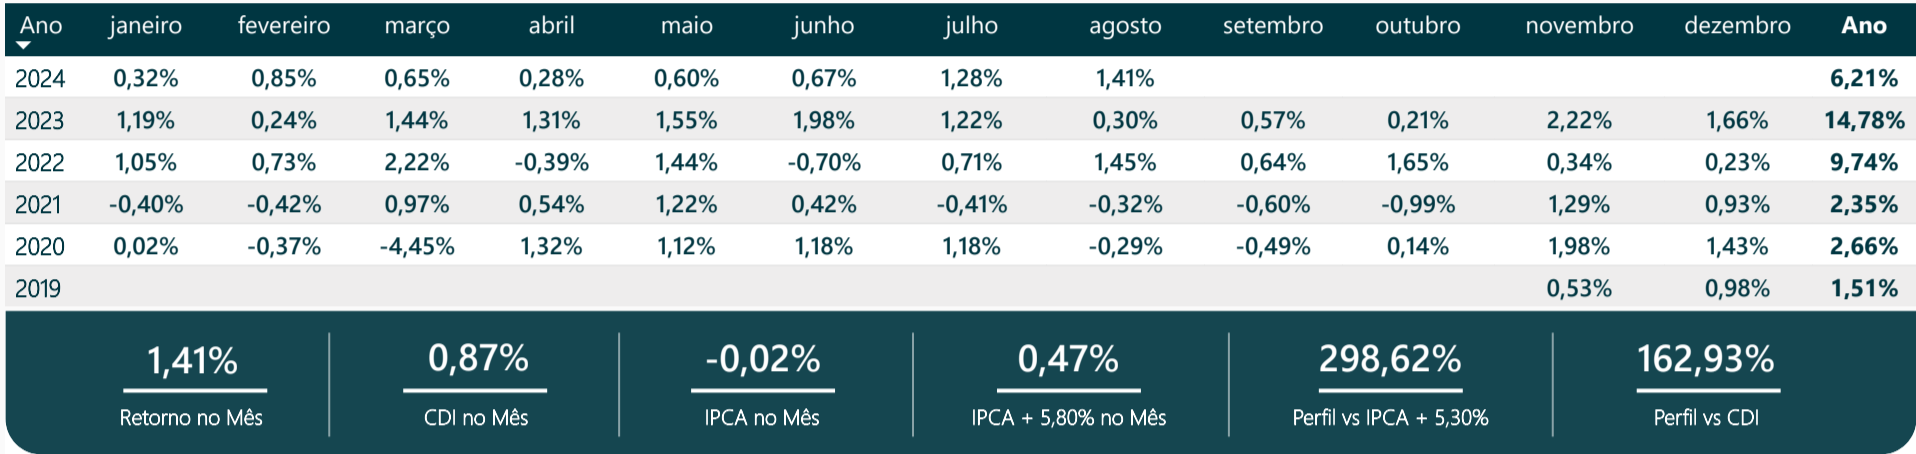 Ano janeiro fevereiro março abril maio junho julho agosto setembro outubro novembro dezembro Ano
2024 0,32% 0,85% 0,65% 0,28% 0,60% 0,67% 1,28% 1,41% 6,21%
2023 1,19% 0,24% 1,44% 1,31% 1,55% 1,98% 1,22% 0,30% 0,57% 0,21% 2,22% 1,66% 14,78%
2022 1,05% 0,73% 2,22% -0,39% 1,44% -0,70% 0,71% 1,45% 0,64% 1,65% 0,34% 0,23% 9,74%
2021 -0,40% -0,42% 0,97% 0,54% 1,22% 0,42% -0,41% -0,32% -0,60% -0,99% 1,29% 0,93% 2,35%
2020 0,02% -0,37% -4,45% 1,32% 1,12% 1,18% 1,18% -0,29% -0,49% 0,14% 1,98% 1,43% 2,66%
2019 0,53% 0,98% 1,51%
1,41% 0,87% -0,02% 0,47% 298,62% 162,93%
Retorno no Mês CDI no Mês IPCA no Mês IPCA + 5,80% no Mês Perfil vs IPCA + 5,30% Perfil vs CDI